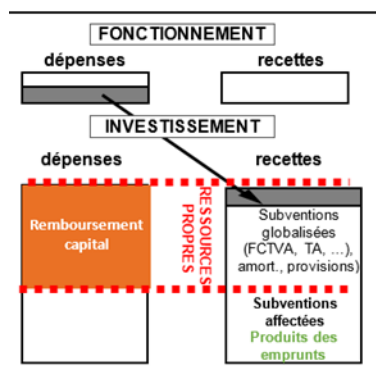 FONCTIONNEMENT
dépenses
recettes
INVESTISSEMENT
dépenses
recettes
Remboursement
capital
RESSOURCES
PROPRES
Subventions
globalisées
(FCTVA, TA, ...),
amort., provisions)
Subventions
affectées
Produits des
emprunts